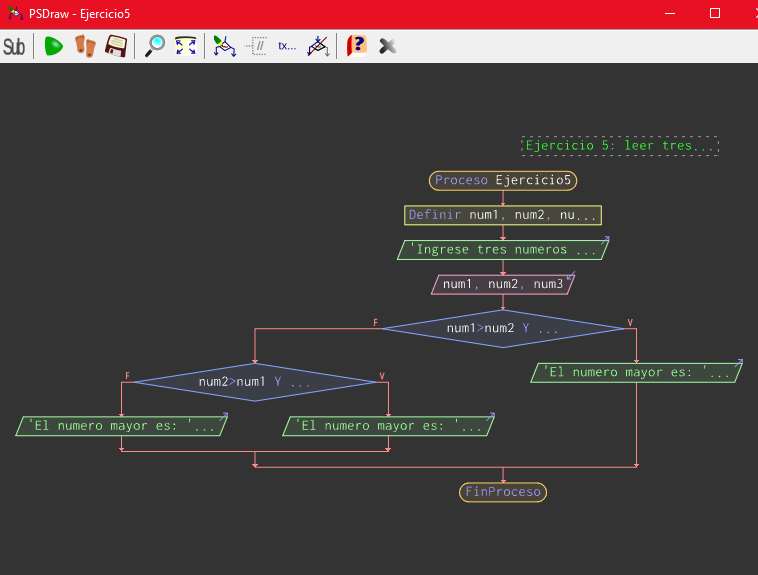 PSDraw - Ejercicio5
Sub
//
tx...
?
Ejercicio 5: leer tres...
Proceso Ejercicio5
Definir num1, num2, nu...
'Ingrese tres numeros ...
num1, num2, num3
F
num1>num2 Y ...
V
'El numero mayor es: '...
F
num2>num1 Y ...
V
'El numero mayor es: '...
'El numero mayor es: '...
FinProceso